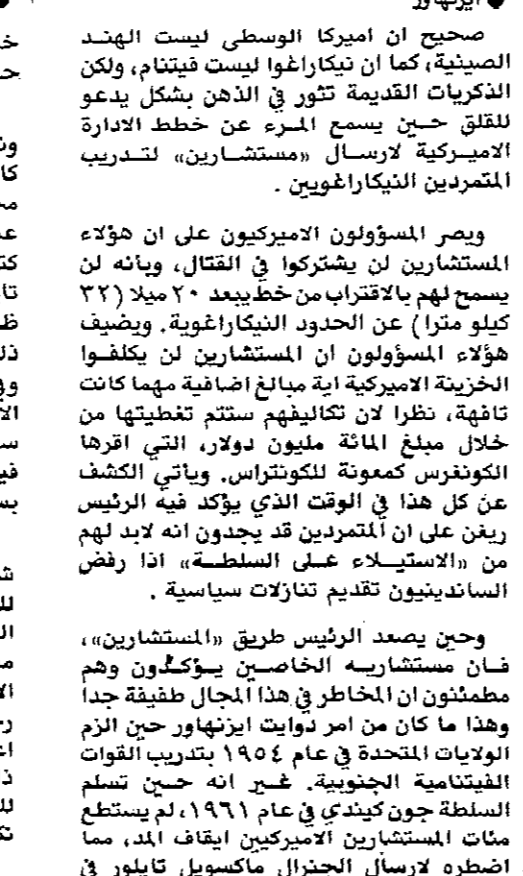 ايزنهاور
صحيح ان اميركا الوسطى ليست الهند
الصينية، كما ان نيكاراغوا ليست فيتنام، ولكن
الذكريات القديمة تثور في الذهن بشكل يدعو
للقلق حين يسمع المرء عن خطط الادارة
الاميركية لارسال «مستشارين» لتدريب
المتمردين النيكاراغويين .
ويصر المسؤولون الاميركيون على ان هؤلاء
المستشارين لن يشتركوا في القتال، وبأنه لن
يسمح لهم بالاقتراب من خط يبعد ٢٠ ميلا (٣٢
كيلو مترا) عن الحدود النيكاراغوية. ويضيف
هؤلاء المسؤولون ان المستشارين لن يكلفوا
الخزينة الاميركية اية مبالغ اضافية مهما كانت
تافهة، نظرا لان تكاليفهم ستتم تغطيتها من
خلال مبلغ المائة مليون دولار، التي اقرها
الكونغرس كمعونة للكونتراس. ويأتي الكشف
عن كل هذا في الوقت الذي يؤكد فيه الرئيس
ريغن على ان المتمردين قد يجدون انه لابد لهم
من «الاستيلاء على السلطة» اذا رفض
الساندينيون تقديم تنازلات سياسية .
وحين يصعد الرئيس طريق «المستشارين»،
فان مستشاريه الخاصين يؤكدون وهم
مطمئنون ان المخاطر في هذا المجال طفيفة جدا
وهذا ما كان من امر دوايت ايزنهاور حين الزم
الولايات المتحدة في عام ١٩٥٤ بتدريب القوات
الفيتنامية الجنوبية. غير انه حين تسلم
السلطة جون كيندي في عام ١٩٦١، لم يستطع
مئات المستشارين الاميركيين ايقاف المد، مما
اضطره لارسال الجنرال ماكسويل تايلور في